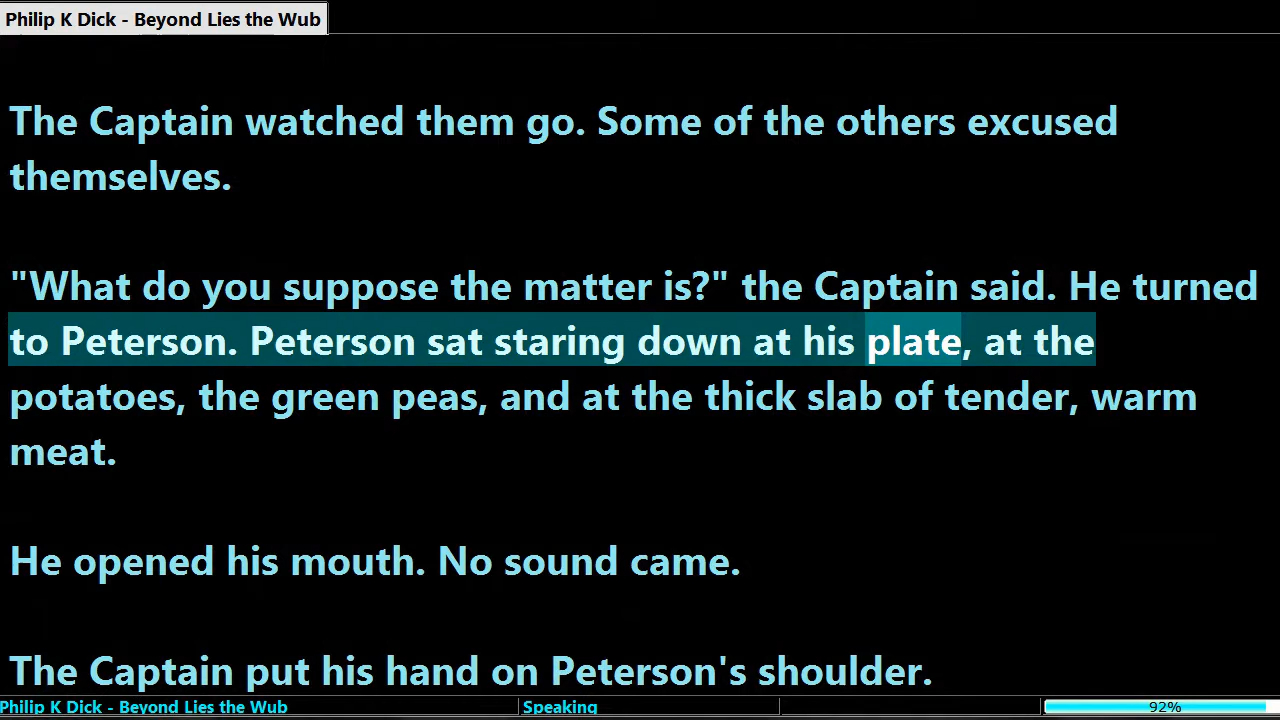 Philip K Dick - Beyond Lies the Wub
The Captain watched them go. Some of the others excused
themselves.
"What do you suppose the matter is?" the Captain said. He turned
to Peterson. Peterson sat staring down at his plate, at the
potatoes, the green peas, and at the thick slab of tender, warm
meat.
He opened his mouth. No sound came.
The Captain put his hand on Peterson's shoulder.
Philip K Dick - Beyond Lies the Wub Speaking 92%